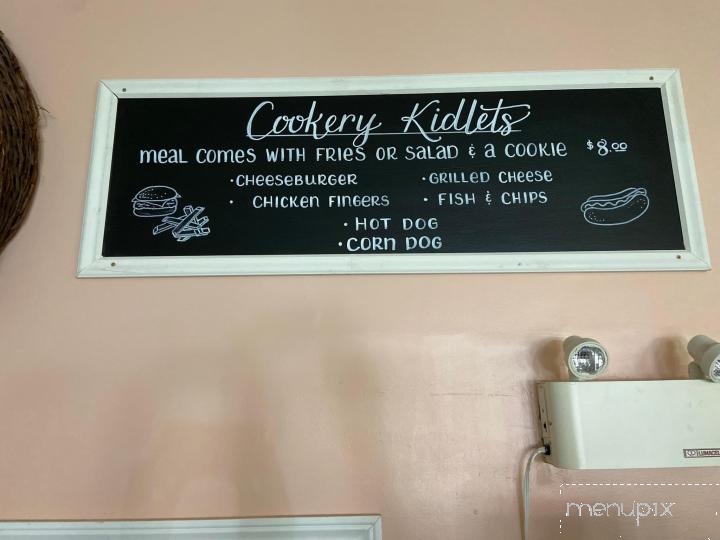 Cookery Kidlets
meal comes with fries or salad & a cookie $8.00
• Cheeseburger • Grilled Cheese
• Chicken Fingers • Fish & Chips
• Hot Dog
• Corn Dog
menupix